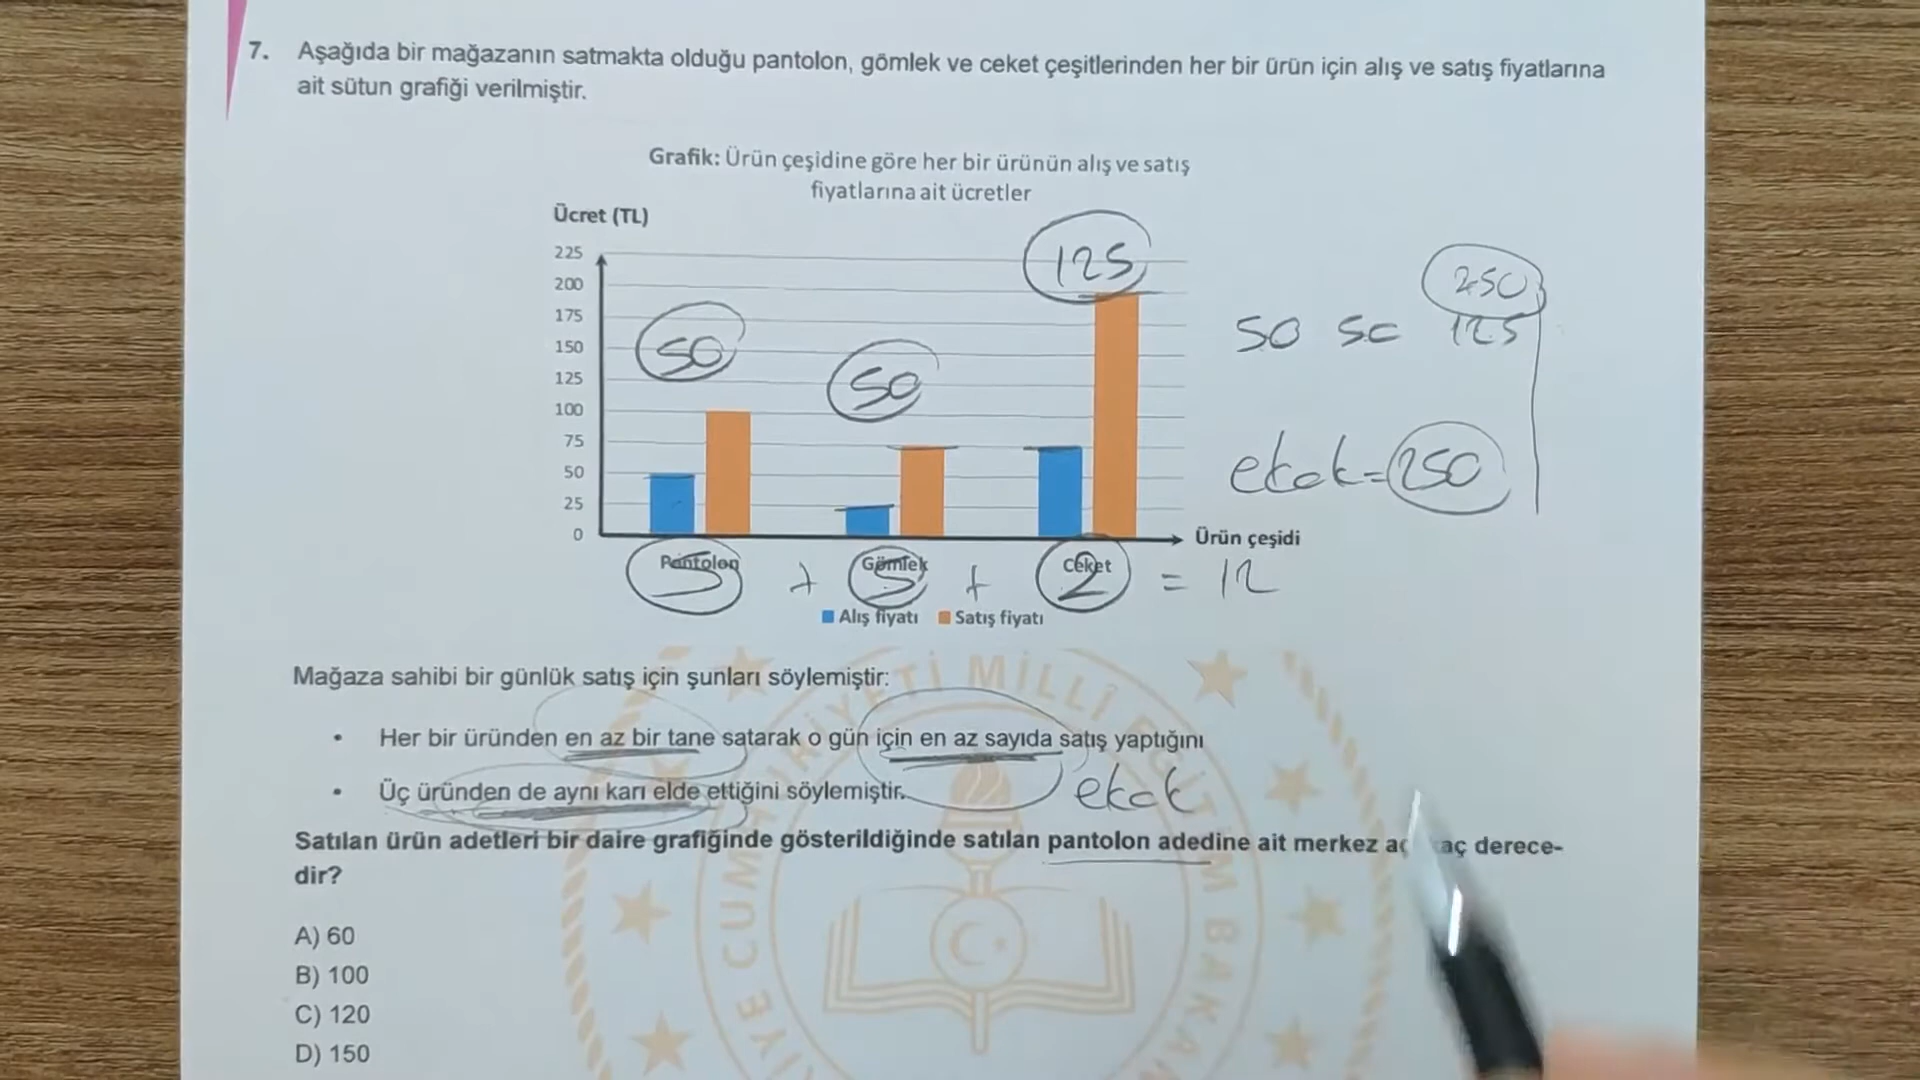 7. Aşağıda bir mağazanın satmakta olduğu pantolon, gömlek ve ceket çeşitlerinden her bir ürün için alış ve satış fiyatlarına
ait sütun grafiği verilmiştir.
Grafik: Ürün çeşidine göre her bir ürünün alış ve satış
fiyatlarına ait ücretler
Ücret (TL)
225
200
175
150
125
100
75
50
25
0
50
50
125
250
50 50 125
ekok=250
Ürün çeşidi
Pantolon Gömlek Ceket
5 + 5 + 2 = 12
Alış fiyatı Satış fiyatı
Mağaza sahibi bir günlük satış için şunları söylemiştir:
• Her bir üründen en az bir tane satarak o gün için en az sayıda satış yaptığını
• Üç üründen de aynı karı elde ettiğini söylemiştir.
ekok
Satılan ürün adetleri bir daire grafiğinde gösterildiğinde satılan pantolon adedine ait merkez kaç derece-
dir?
A) 60
B) 100
C) 120
D) 150